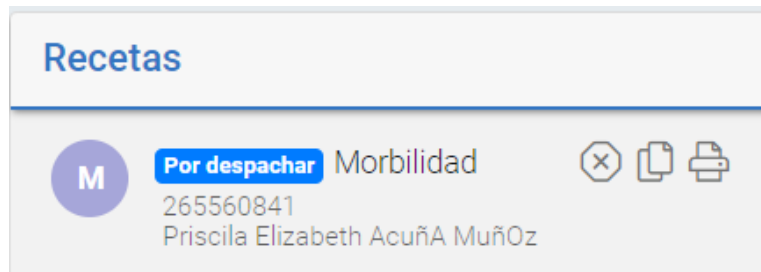 Recetas
M
Por despachar Morbilidad
265560841
Priscila Elizabeth AcuñA MuñOz